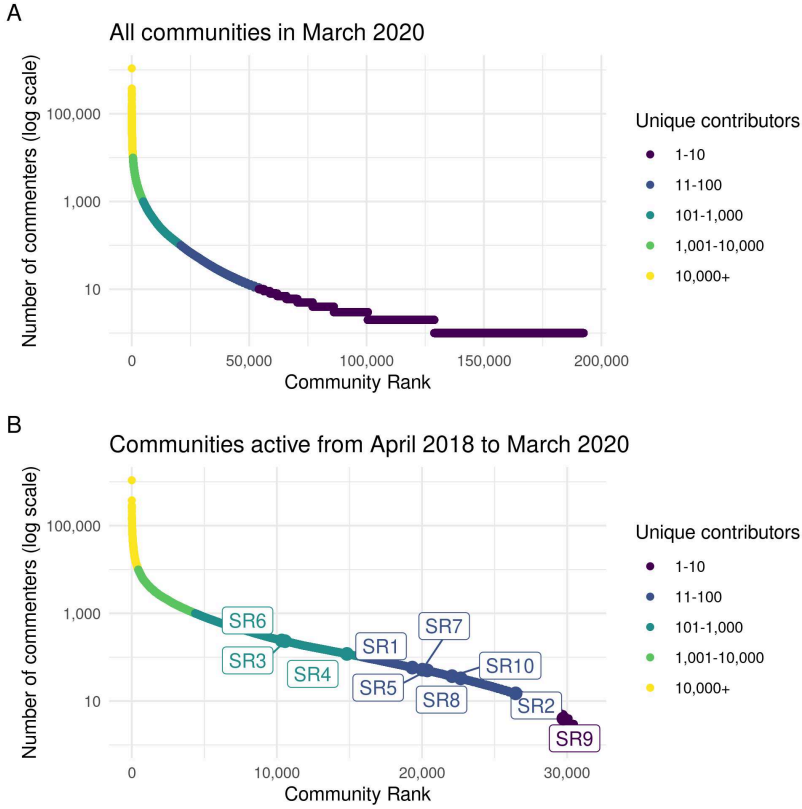 A
All communities in March 2020
Number of commenters (log scale)
100,000
1,000
10
0
50,000
100,000
150,000
200,000
Community Rank
Unique contributors
1-10
11-100
101-1,000
1,001-10,000
10,000+
B
Communities active from April 2018 to March 2020
Number of commenters (log scale)
100,000
1,000
10
SR6
SR3
SR4
SR1
SR7
SR5
SR10
SR8
SR2
SR9
0
10,000
20,000
30,000
Community Rank
Unique contributors
1-10
11-100
101-1,000
1,001-10,000
10,000+